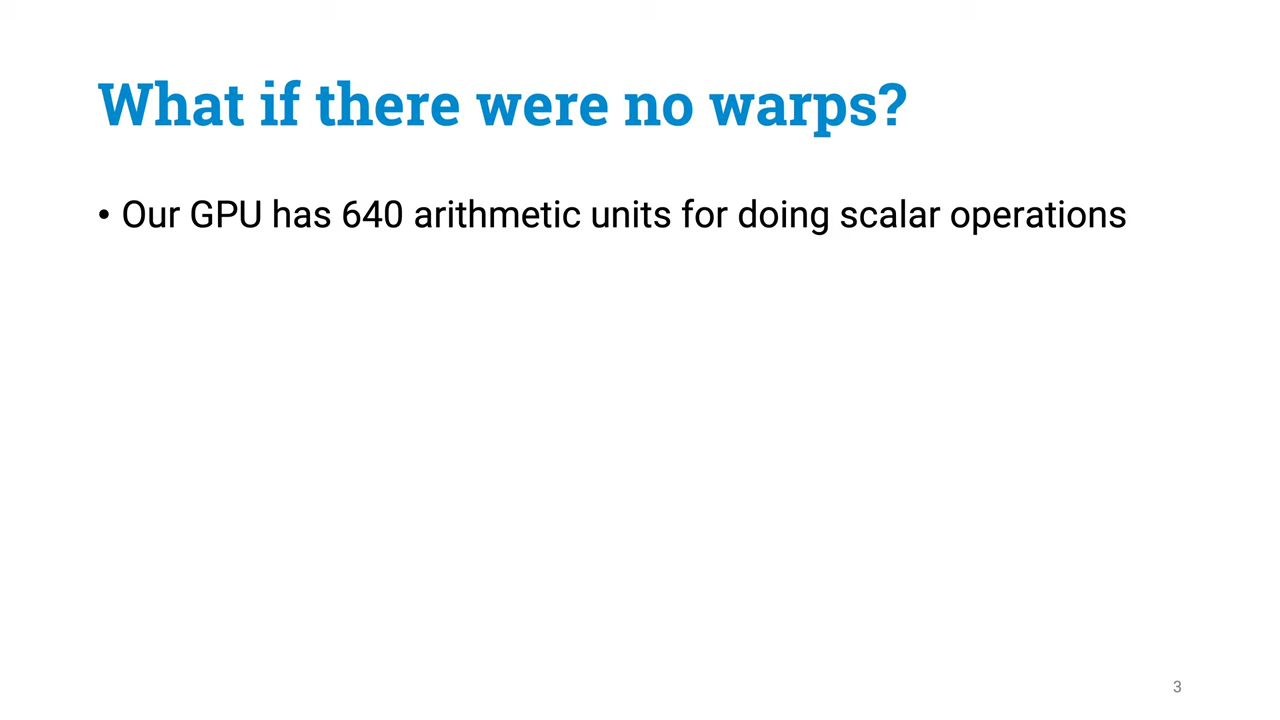 What if there were no warps?
• Our GPU has 640 arithmetic units for doing scalar operations
3